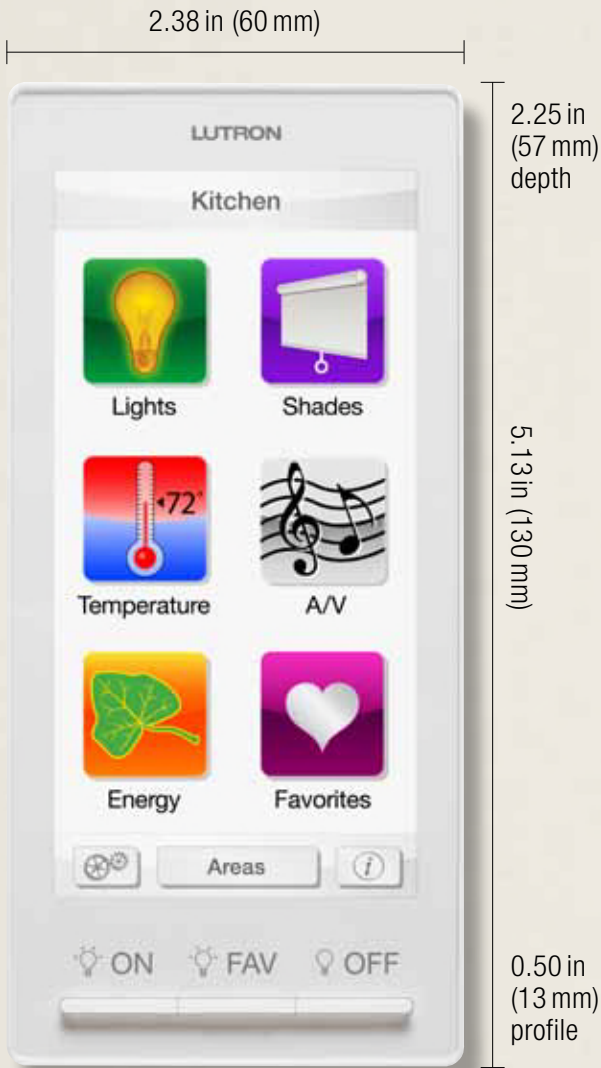 2.38 in (60 mm)
2.25 in
(57 mm)
depth
LUTRON
Kitchen
Lights
Shades
72°
Temperature
A/V
5.13 in (130 mm)
Energy
Favorites
Areas
i
ON
FAV
OFF
0.50 in
(13 mm)
profile